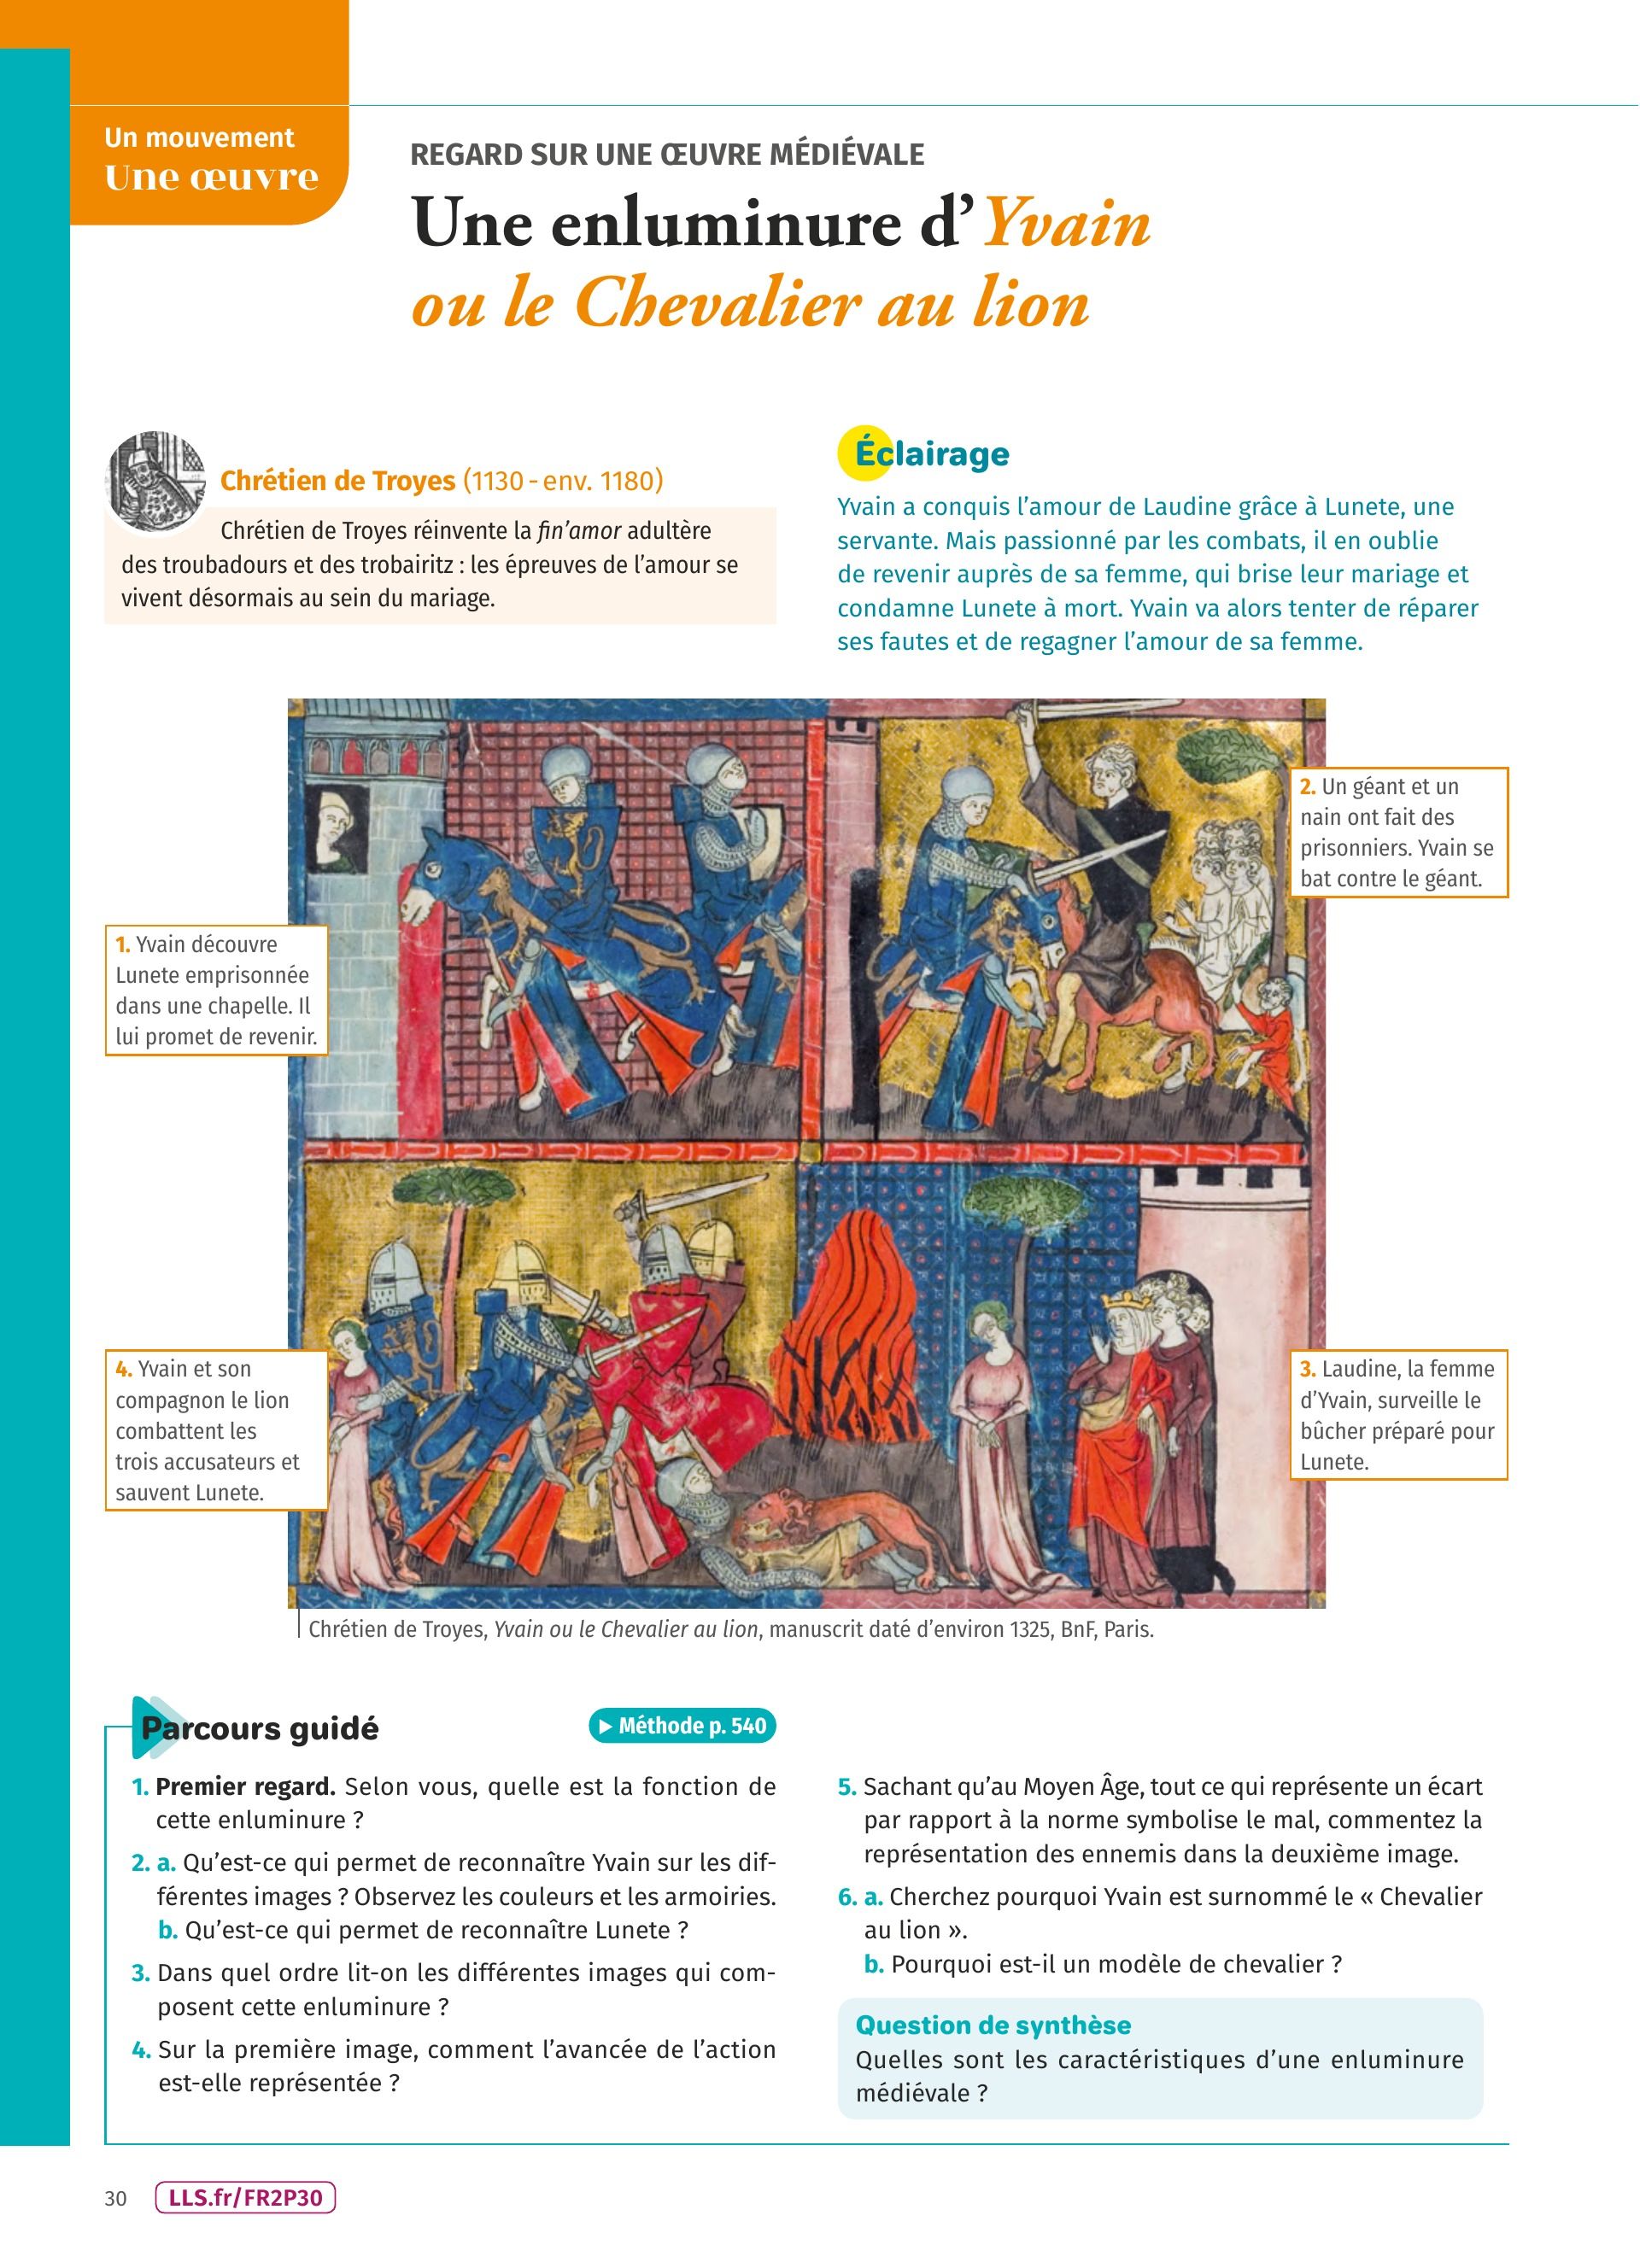 Un mouvement
Une œuvre
REGARD SUR UNE ŒUVRE MÉDIÉVALE
Une enluminure d’Yvain
ou le Chevalier au lion
Chrétien de Troyes (1130 - env. 1180)
Chrétien de Troyes réinvente la fin’amor adultère
des troubadours et des trobairitz : les épreuves de l’amour se
vivent désormais au sein du mariage.
Éclairage
Yvain a conquis l’amour de Laudine grâce à Lunete, une
servante. Mais passionné par les combats, il en oublie
de revenir auprès de sa femme, qui brise leur mariage et
condamne Lunete à mort. Yvain va alors tenter de réparer
ses fautes et de regagner l’amour de sa femme.
1. Yvain découvre
Lunete emprisonnée
dans une chapelle. Il
lui promet de revenir.
2. Un géant et un
nain ont fait des
prisonniers. Yvain se
bat contre le géant.
4. Yvain et son
compagnon le lion
combattent les
trois accusateurs et
sauvent Lunete.
3. Laudine, la femme
d’Yvain, surveille le
bûcher préparé pour
Lunete.
Chrétien de Troyes, Yvain ou le Chevalier au lion, manuscrit daté d’environ 1325, BnF, Paris.
Parcours guidé
Méthode p. 540
1. Premier regard. Selon vous, quelle est la fonction de
cette enluminure ?
2. a. Qu’est-ce qui permet de reconnaître Yvain sur les dif-
férentes images ? Observez les couleurs et les armoiries.
b. Qu’est-ce qui permet de reconnaître Lunete ?
3. Dans quel ordre lit-on les différentes images qui com-
posent cette enluminure ?
4. Sur la première image, comment l’avancée de l’action
est-elle représentée ?
5. Sachant qu’au Moyen Âge, tout ce qui représente un écart
par rapport à la norme symbolise le mal, commentez la
représentation des ennemis dans la deuxième image.
6. a. Cherchez pourquoi Yvain est surnommé le « Chevalier
au lion ».
b. Pourquoi est-il un modèle de chevalier ?
Question de synthèse
Quelles sont les caractéristiques d’une enluminure
médiévale ?
30
LLS.fr/FR2P30